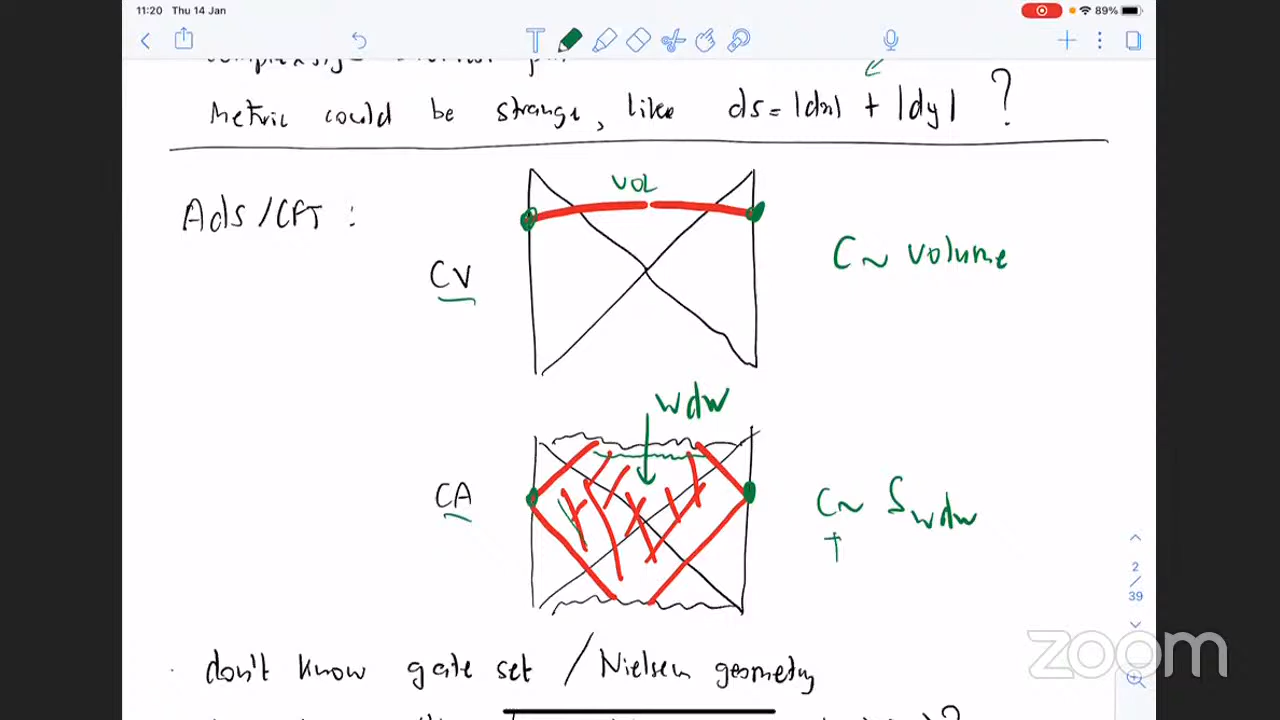 11:20 Thu 14 Jan
89%
T
Metric could be strange, like ds = |dx| + |dy| ?
VOL
AdS/CFT :
CV
C ~ volume
wdw
CA
C ~ S_wdw
2
/
39
zoom
don't know gate set / Nielsen geometry